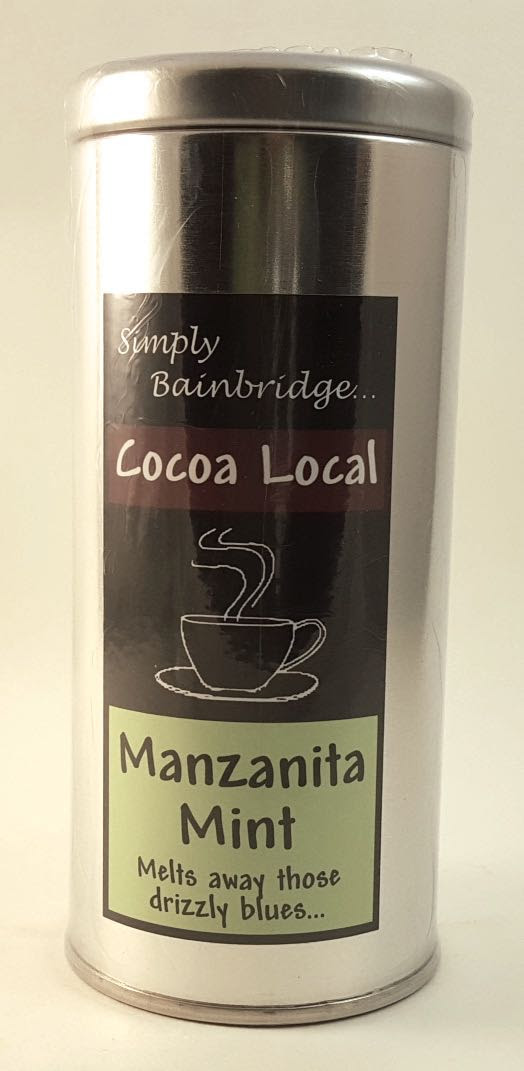 Simply
Bainbridge...
Cocoa Local
Manzanita
Mint
Melts away those
drizzly blues...